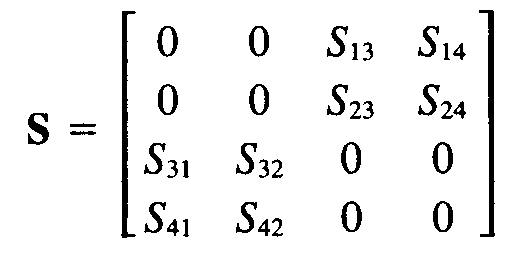 0 0 S₁₃ S₁₄
0 0 S₂₃ S₂₄
S =
S₃₁ S₃₂ 0 0
S₄₁ S₄₂ 0 0